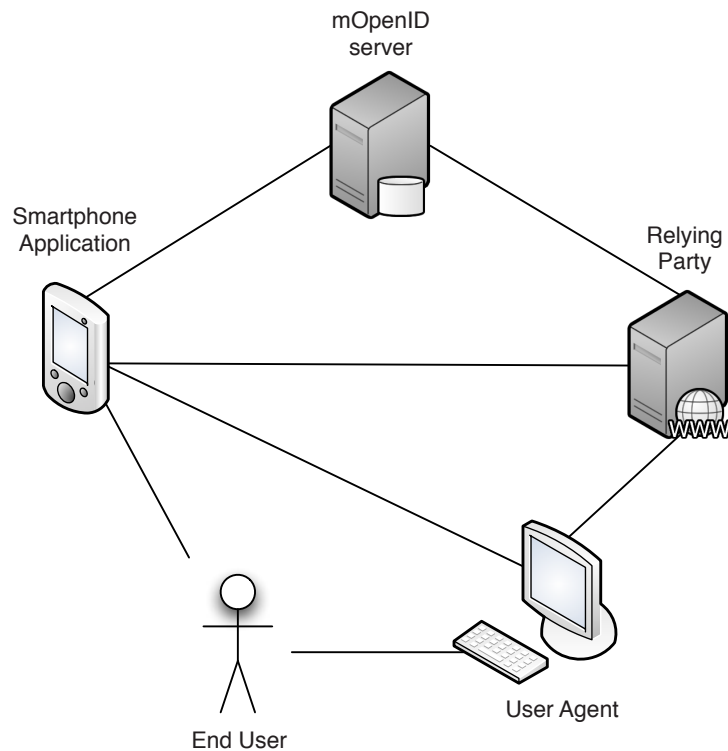 mOpenID
server
Smartphone
Application
Relying
Party
WWW
User Agent
End User